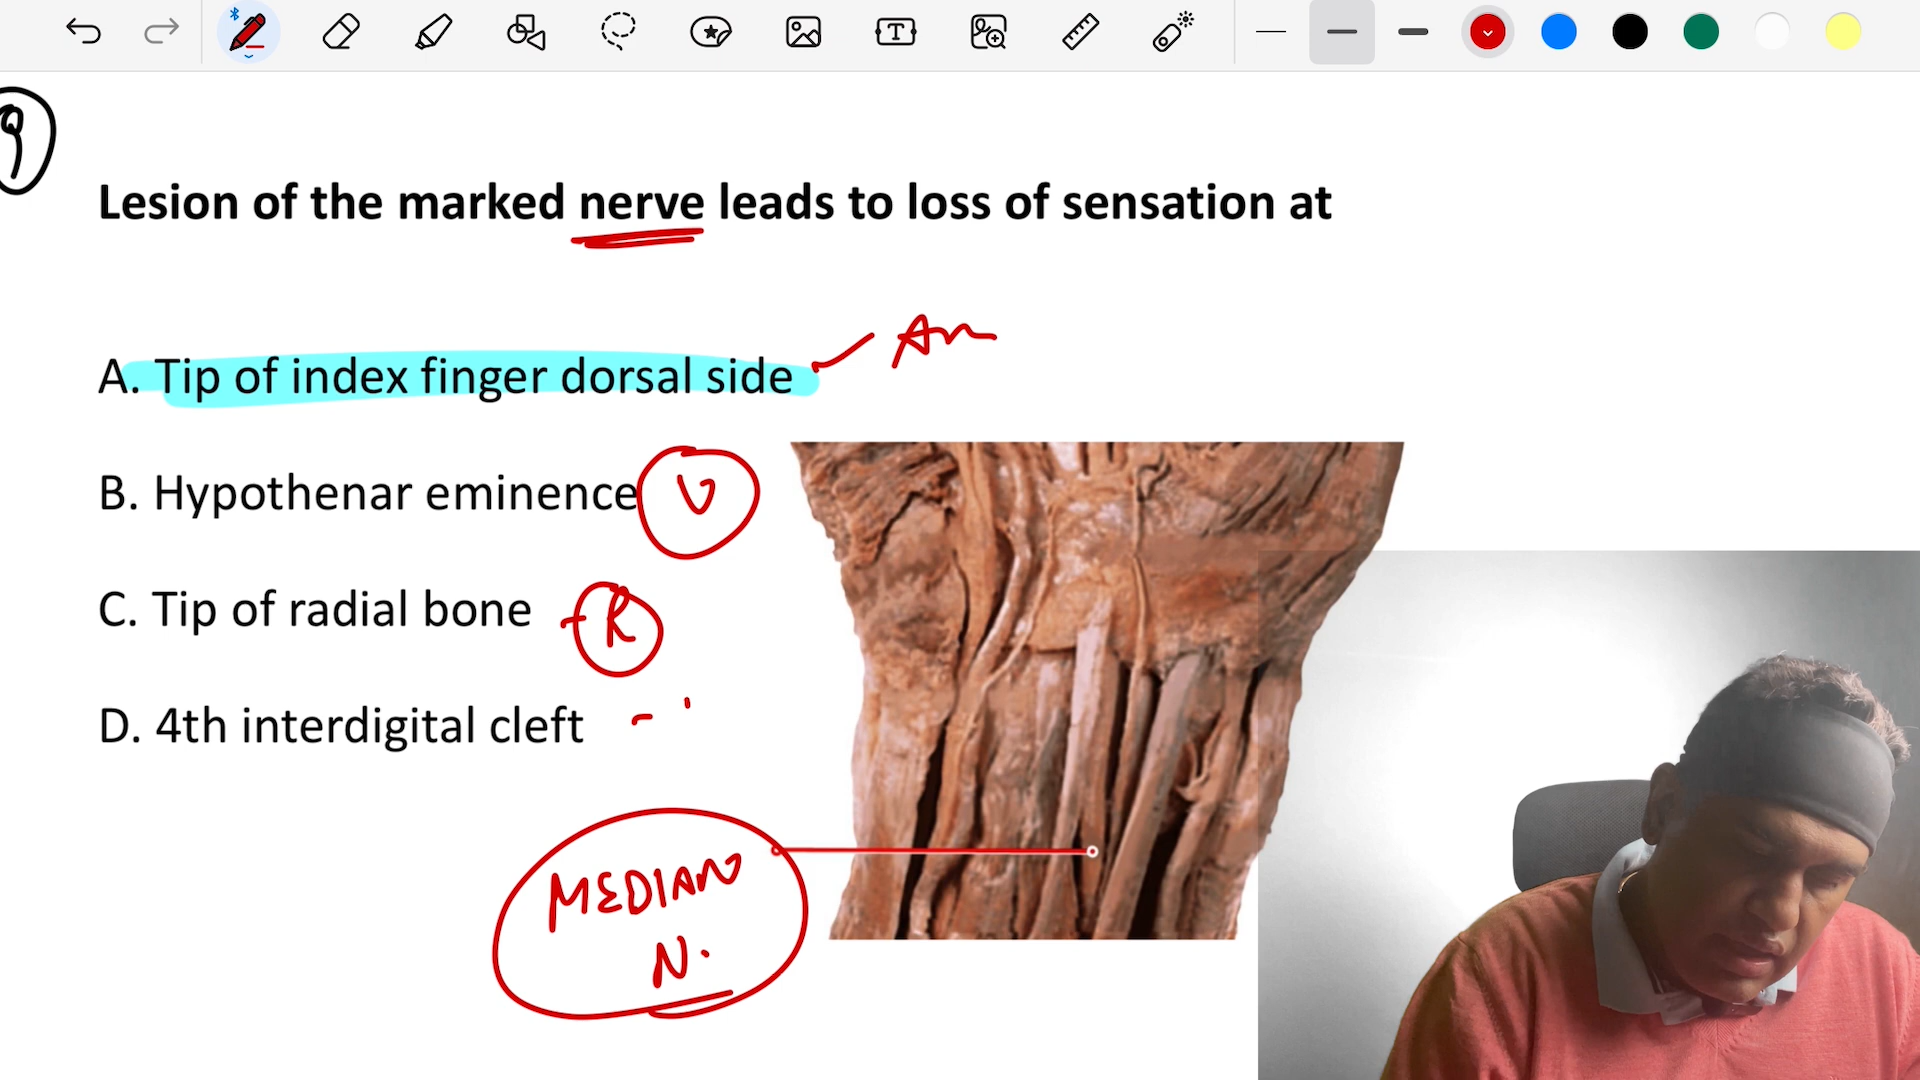 9
Lesion of the marked nerve leads to loss of sensation at
A. Tip of index finger dorsal side
An
B. Hypothenar eminence U
C. Tip of radial bone - R
D. 4th interdigital cleft -
MEDIAN
N.